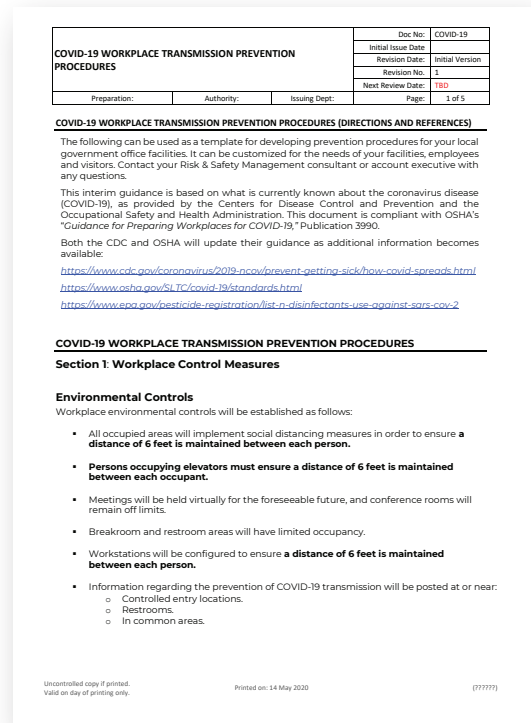 COVID-19 WORKPLACE TRANSMISSION PREVENTION
PROCEDURES
Doc No: COVID-19
Initial Issue Date
Revision Date: Initial Version
Revision No. 1
Next Review Date: TBD
Preparation: Authority: Issuing Dept: Page: 1 of 5
COVID-19 WORKPLACE TRANSMISSION PREVENTION PROCEDURES (DIRECTIONS AND REFERENCES)
The following can be used as a template for developing prevention procedures for your local
government office facilities. It can be customized for the needs of your facilities, employees
and visitors. Contact your Risk & Safety Management consultant or account executive with
any questions.
This interim guidance is based on what is currently known about the coronavirus disease
(COVID-19), as provided by the Centers for Disease Control and Prevention and the
Occupational Safety and Health Administration. This document is compliant with OSHA's
"Guidance for Preparing Workplaces for COVID-19," Publication 3990.
Both the CDC and OSHA will update their guidance as additional information becomes
available:
https://www.cdc.gov/coronavirus/2019-ncov/prevent-getting-sick/how-covid-spreads.html
https://www.osha.gov/SLTC/covid-19/standards.html
https://www.epa.gov/pesticide-registration/list-n-disinfectants-use-against-sars-cov-2
COVID-19 WORKPLACE TRANSMISSION PREVENTION PROCEDURES
Section 1: Workplace Control Measures
Environmental Controls
Workplace environmental controls will be established as follows:
▪ All occupied areas will implement social distancing measures in order to ensure a
distance of 6 feet is maintained between each person.
▪ Persons occupying elevators must ensure a distance of 6 feet is maintained
between each occupant.
▪ Meetings will be held virtually for the foreseeable future, and conference rooms will
remain off limits.
▪ Breakroom and restroom areas will have limited occupancy.
▪ Workstations will be configured to ensure a distance of 6 feet is maintained
between each person.
▪ Information regarding the prevention of COVID-19 transmission will be posted at or near:
o Controlled entry locations.
o Restrooms.
o In common areas.
Uncontrolled copy if printed.
Valid on day of printing only.
Printed on: 14 May 2020
(??????)